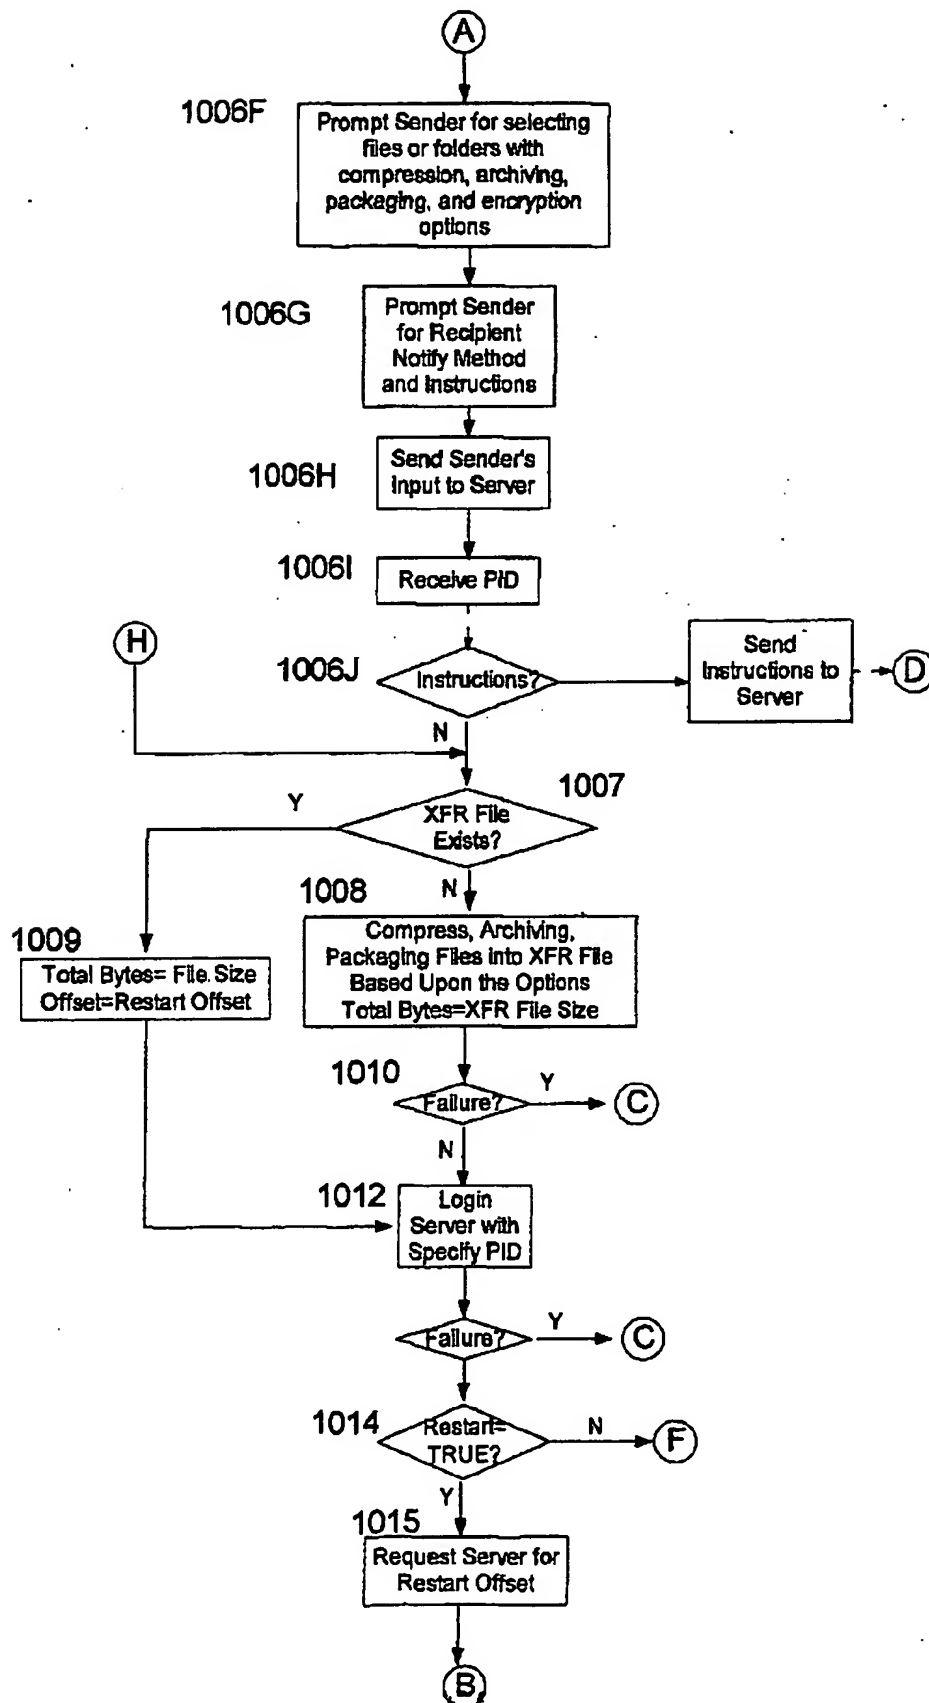 A
1006F
Prompt Sender for selecting
files or folders with
compression, archiving,
packaging, and encryption
options
1006G
Prompt Sender
for Recipient
Notify Method
and Instructions
1006H
Send Sender's
Input to Server
1006I
Receive PID
H
1006J
Instructions?
Send
Instructions to
Server
D
N
1007
Y
XFR File
Exists?
N
1008
Compress, Archiving,
Packaging Files into XFR File
Based Upon the Options
Total Bytes=XFR File Size
1009
Total Bytes= File Size
Offset=Restart Offset
1010
Failure?
Y
C
N
1012
Login
Server with
Specify PID
Failure?
Y
C
1014
Restart=
TRUE?
N
F
Y
1015
Request Server for
Restart Offset
B